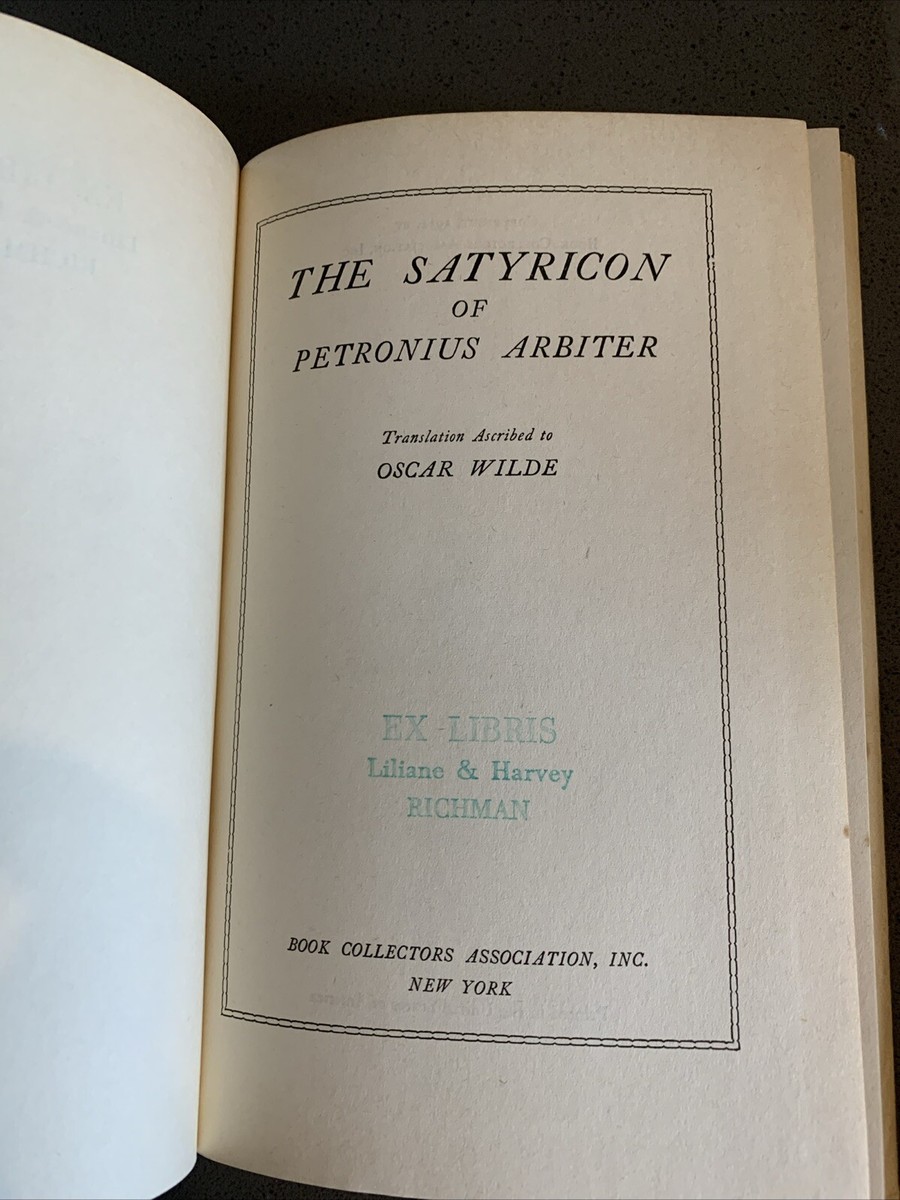 THE SATYRICON
OF
PETRONIUS ARBITER
Translation Ascribed to
OSCAR WILDE
EX-LIBRIS
Liliane & Harvey
RICHMAN
BOOK COLLECTORS ASSOCIATION, INC.
NEW YORK